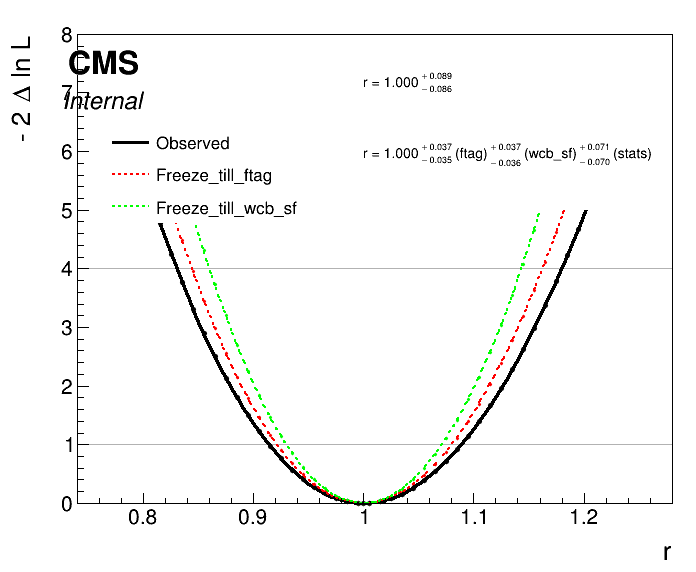 - 2 Δ ln L
8
CMS
7
Internal
r = 1.000 + 0.089 - 0.086
6
r = 1.000 + 0.037 - 0.035 (ftag) + 0.037 - 0.036 (wcb_sf) + 0.071 - 0.070 (stats)
Observed
Freeze_till_ftag
Freeze_till_wcb_sf
5
4
3
2
1
0
0.8 0.9 1 1.1 1.2
r